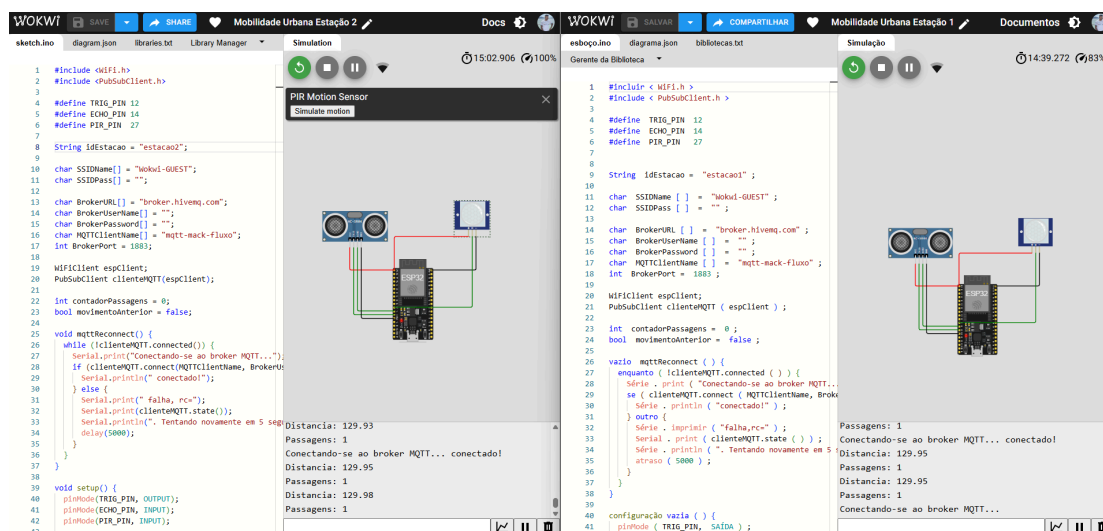 WOKWI SAVE SHARE Mobilidade Urbana Estação 2 Docs
sketch.ino diagram.json libraries.txt Library Manager
1 #include <WiFi.h>
2 #include <PubSubClient.h>
3
4 #define TRIG_PIN 12
5 #define ECHO_PIN 14
6 #define PIR_PIN 27
7
8 String idEstacao = "estacao2";
9
10 char SSIDName[] = "Wokwi-GUEST";
11 char SSIDPass[] = "";
12
13 char BrokerURL[] = "broker.hivemq.com";
14 char BrokerUserName[] = "";
15 char BrokerPassword[] = "";
16 char MQTTClientName[] = "mqtt-mack-fluxo";
17 int BrokerPort = 1883;
18
19 WiFiClient espClient;
20 PubSubClient clienteMQTT(espClient);
21
22 int contadorPassagens = 0;
23 bool movimentoAnterior = false;
24
25 void mqttReconnect() {
26 while (!clienteMQTT.connected()) {
27 Serial.print("Conectando-se ao broker MQTT...");
28 if (clienteMQTT.connect(MQTTClientName, BrokerUs
29 Serial.println(" conectado!");
30 } else {
31 Serial.print(" falha, rc=");
32 Serial.print(clienteMQTT.state());
33 Serial.println(". Tentando novamente em 5 segu
34 delay(5000);
35 }
36 }
37 }
38
39 void setup() {
40 pinMode(TRIG_PIN, OUTPUT);
41 pinMode(ECHO_PIN, INPUT);
42 pinMode(PIR_PIN, INPUT);
Simulation
15:02.906 100%
PIR Motion Sensor
Simulate motion
ESP32
Distancia: 129.93
Passagens: 1
Conectando-se ao broker MQTT... conectado!
Distancia: 129.95
Passagens: 1
Distancia: 129.98
Passagens: 1
WOKWI SALVAR COMPARTILHAR Mobilidade Urbana Estação 1 Documentos
esboço.ino diagrama.json bibliotecas.txt
Gerente da Biblioteca
1 #incluir < WiFi.h >
2 #include < PubSubClient.h >
3
4 #define TRIG_PIN 12
5 #define ECHO_PIN 14
6 #define PIR_PIN 27
7
8
9 String idEstacao = "estacao1" ;
10
11 char SSIDName [ ] = "Wokwi-GUEST" ;
12 char SSIDPass [ ] = "" ;
13
14 char BrokerURL [ ] = "broker.hivemq.com" ;
15 char BrokerUserName [ ] = "" ;
16 char BrokerPassword [ ] = "" ;
17 char MQTTClientName [ ] = "mqtt-mack-fluxo" ;
18 int BrokerPort = 1883 ;
19
20 WiFiClient espClient;
21 PubSubClient clienteMQTT ( espClient ) ;
22
23 int contadorPassagens = 0 ;
24 bool movimentoAnterior = false ;
25
26 vazio mqttReconnect ( ) {
27 enquanto ( !clienteMQTT.connected ( ) ) {
28 Série . print ( "Conectando-se ao broker MQTT...
29 se ( clienteMQTT.connect ( MQTTClientName, Broke
30 Série . println ( "conectado!" ) ;
31 } outro {
32 Série . imprimir ( "falha,rc=" ) ;
33 Serial . print ( clienteMQTT.state ( ) ) ;
34 Série . println ( ". Tentando novamente em 5 s
35 atraso ( 5000 ) ;
36 }
37 }
38 }
39
40 configuração vazia ( ) {
41 pinMode ( TRIG_PIN, SAÍDA ) ;
Simulação
14:39.272 83%
ESP32
Passagens: 1
Conectando-se ao broker MQTT... conectado!
Distancia: 129.95
Passagens: 1
Distancia: 129.95
Passagens: 1
Conectando-se ao broker MQTT...